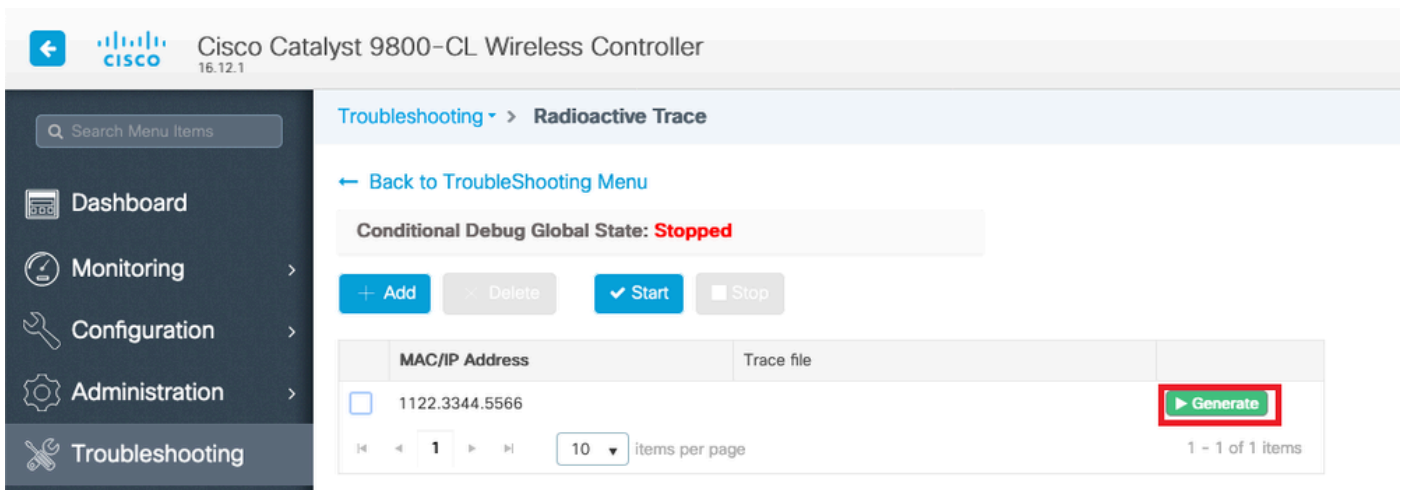 CISCO
Cisco Catalyst 9800-CL Wireless Controller
16.12.1
Search Menu Items
Dashboard
Monitoring
Configuration
Administration
Troubleshooting
Troubleshooting > Radioactive Trace
← Back to TroubleShooting Menu
Conditional Debug Global State: Stopped
+ Add × Delete ✔ Start Stop
MAC/IP Address Trace file
1122.3344.5566 Generate
1 10 items per page 1 - 1 of 1 items